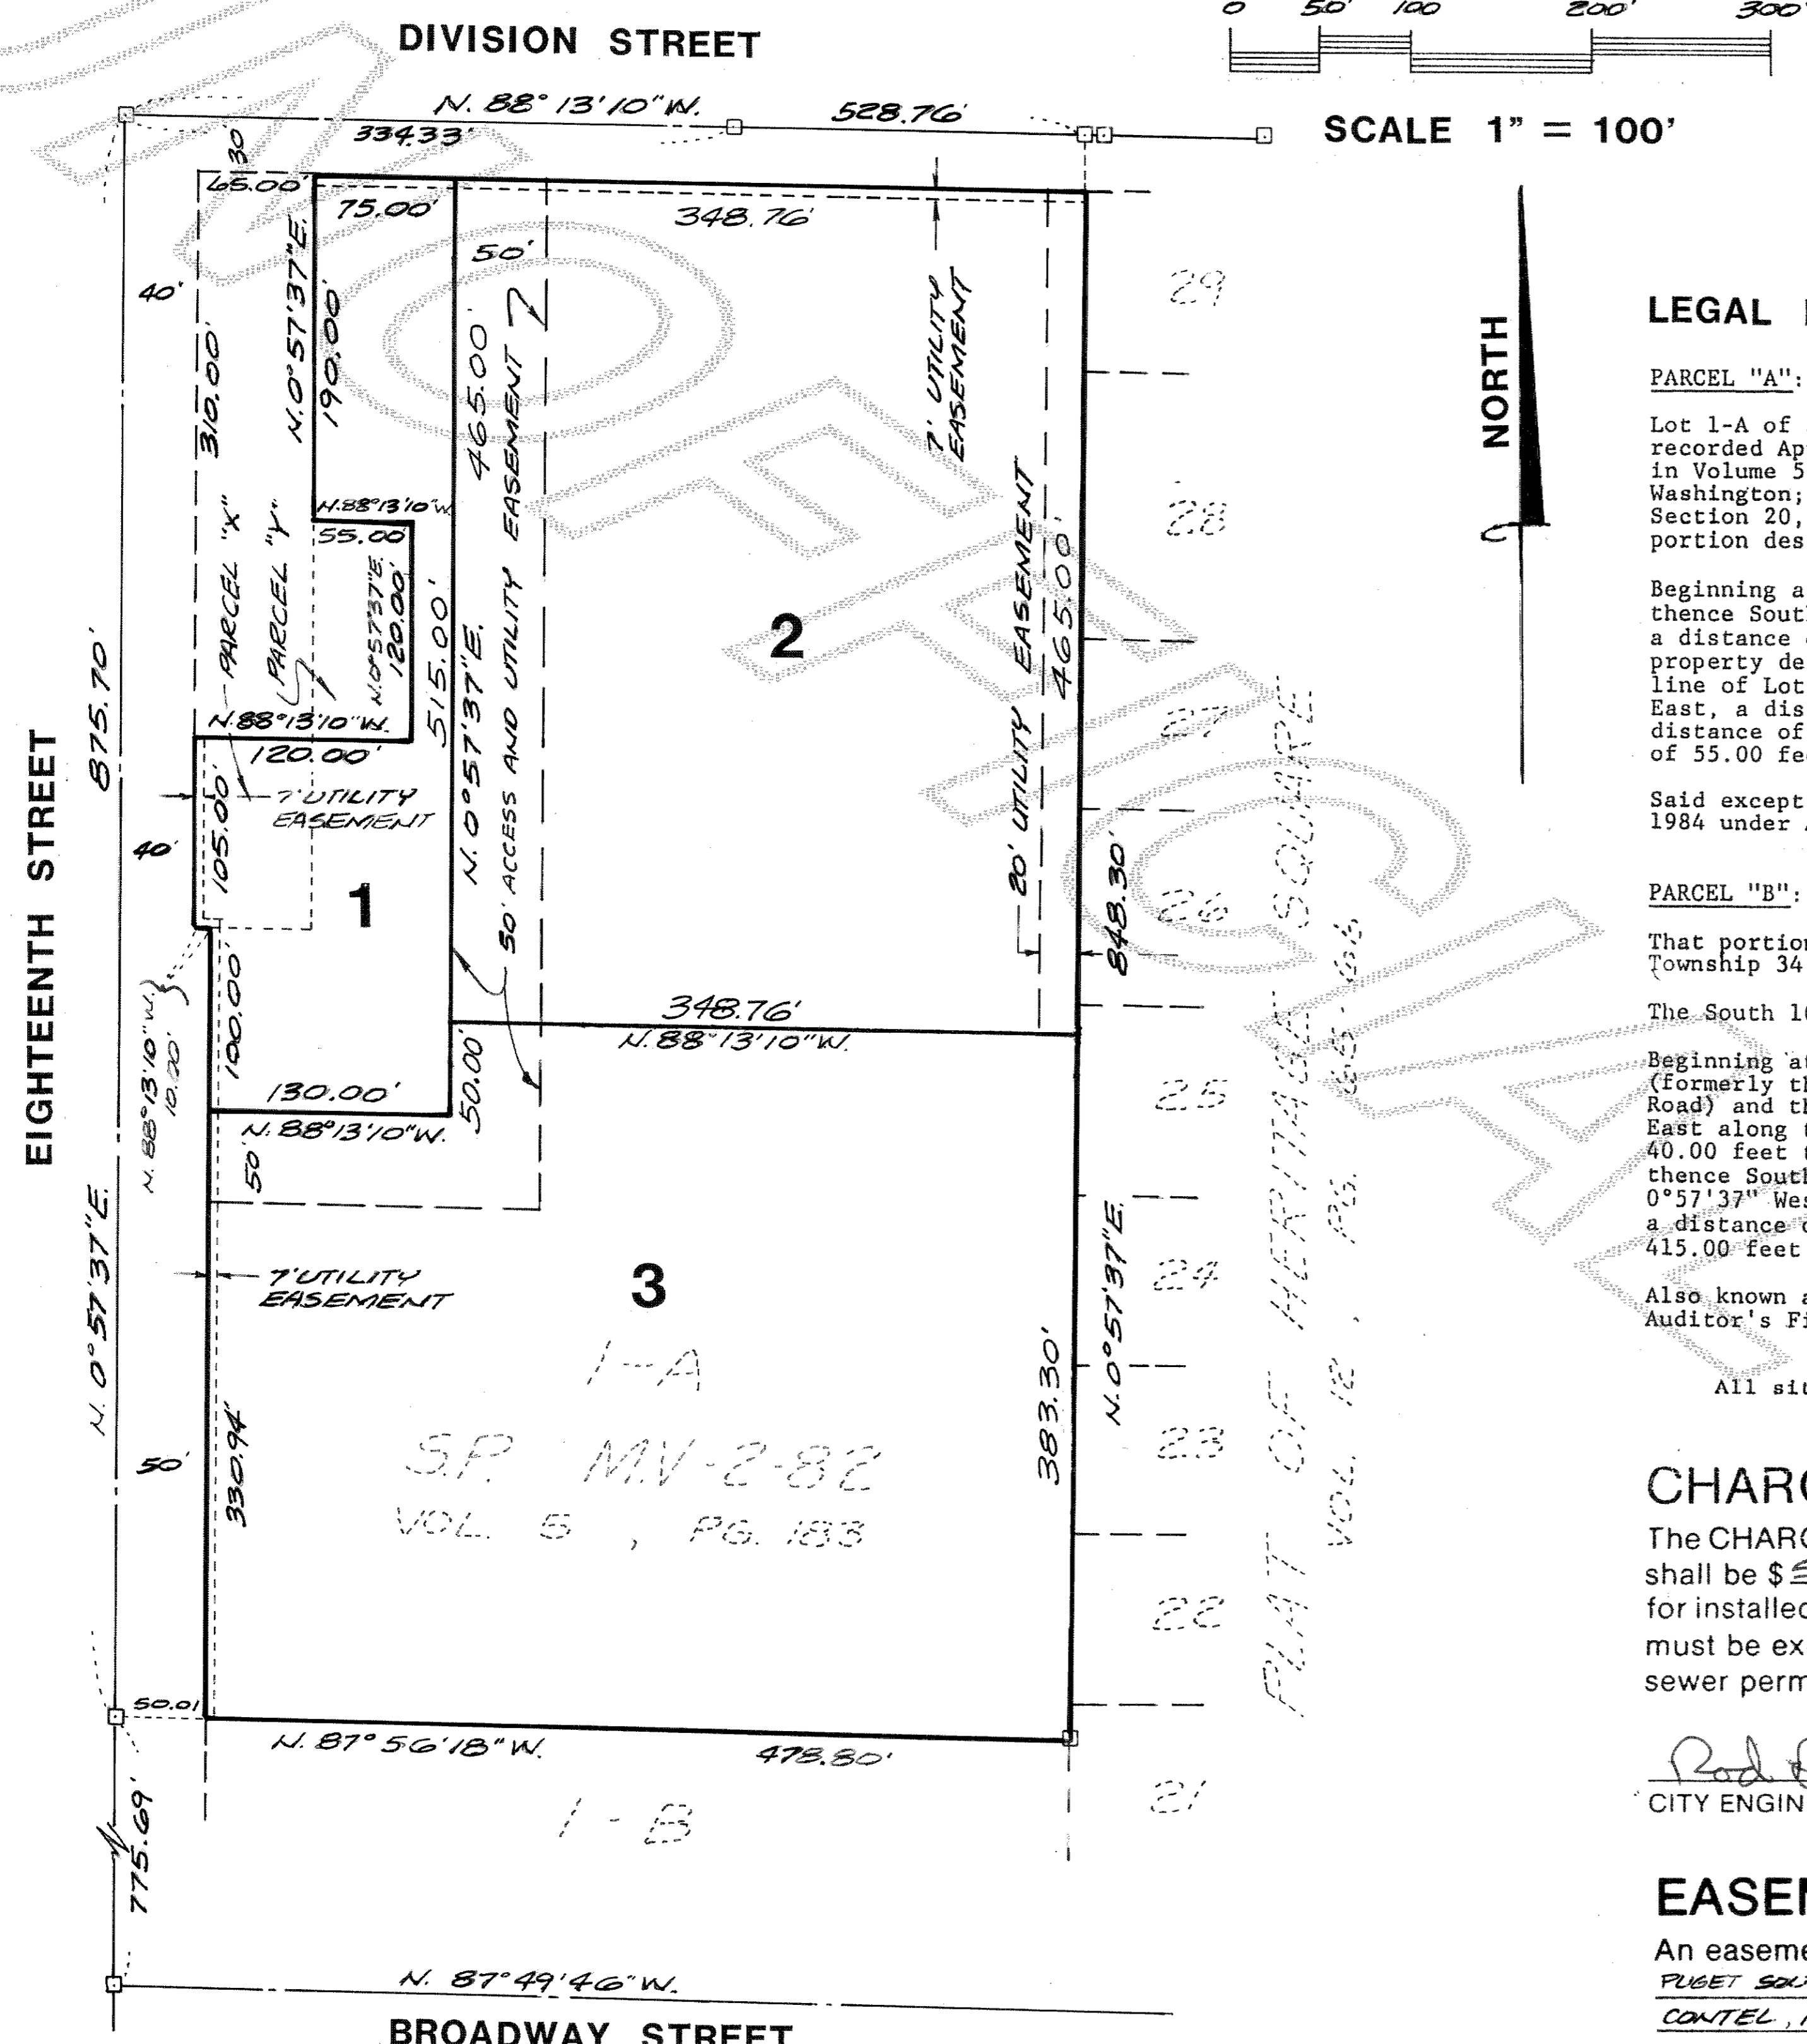 0 50' 100 200' 300'
DIVISION STREET
N. 88° 13' 10" W.
528.76'
334.33'
SCALE 1" = 100'
30'
65.00'
75.00'
348.76'
50'
40'
310.00'
N.0°57'37"E.
190.00'
465.00'
7' UTILITY
EASEMENT
29
NORTH
N.88°13'10"W.
55.00'
28
PARCEL "X"
PARCEL "Y"
N.0°57'37"E.
120.00'
515.00'
N. 0°57'37"E.
50' ACCESS AND UTILITY EASEMENT
2
20' UTILITY EASEMENT
465.00'
27
875.70'
N.88°13'10"W.
120.00'
7' UTILITY
EASEMENT
105.00'
40'
1
EIGHTEENTH STREET
26
848.30'
N. 88°13'10"W.
10.00'
100.00'
348.76'
N. 88°13'10"W.
130.00'
N. 88°13'10"W.
50.00'
50'
25
N. 0°57'37"E.
7' UTILITY
EASEMENT
3
24
N.0°57'37"E.
1-A
S.P. M.V-2-82
VOL. 5, PG. 183
383.30'
23
50'
330.94'
22
PLAT OF HERITAGE SQUARE
VOL. 12, PG.
50.01
N. 87°56'18"W.
478.80'
21
1-B
775.69'
N. 87°49'46"W.
BROADWAY STREET
LEGAL
PARCEL "A":
Lot 1-A of
recorded Ap
in Volume 5
Washington;
Section 20,
portion des
Beginning a
thence Sout
a distance
property de
line of Lot
East, a dis
distance of
of 55.00 fe
Said except
1984 under
PARCEL "B":
That portion
Township 34
The South 10
Beginning at
(formerly th
Road) and th
East along t
40.00 feet t
thence South
0°57'37" Wes
a distance o
415.00 feet
Also known a
Auditor's Fi
All sit
CHARG
The CHARG
shall be $
for installed
must be ex
sewer perm
Rod
CITY ENGIN
EASEM
An easeme
PUGET SOU
CONTEL,